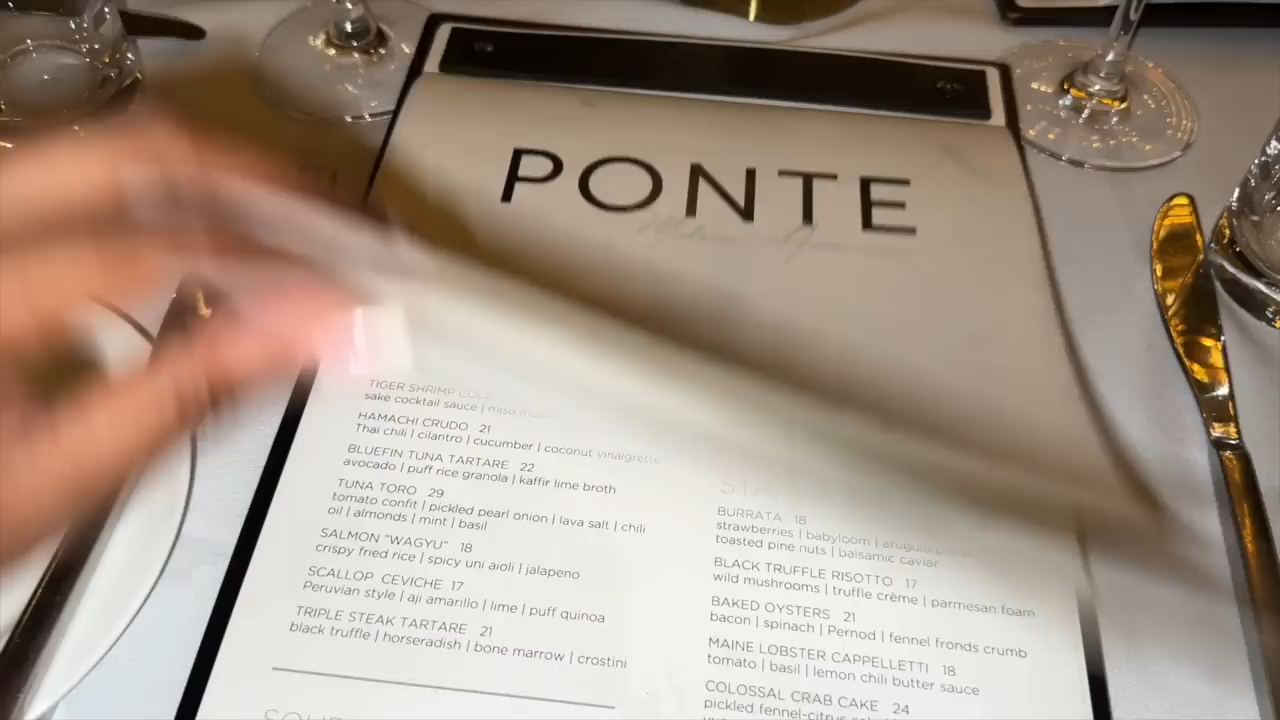 PONTE
TIGER SHRIMP
sake cocktail sauce | miso
HAMACHI CRUDO 21
Thai chili | cilantro | cucumber | coconut vinaigrette
BLUEFIN TUNA TARTARE 22
avocado | puff rice granola | kaffir lime broth
TUNA TORO 29
tomato confit | pickled pearl onion | lava salt | chili
oil | almonds | mint | basil
SALMON "WAGYU" 18
crispy fried rice | spicy uni aioli | jalapeno
SCALLOP CEVICHE 17
Peruvian style | aji amarillo | lime | puff quinoa
TRIPLE STEAK TARTARE 21
black truffle | horseradish | bone marrow | crostini
BURRATA 18
strawberries | babyloom | arugula
toasted pine nuts | balsamic caviar
BLACK TRUFFLE RISOTTO 17
wild mushrooms | truffle crème | parmesan foam
BAKED OYSTERS 21
bacon | spinach | Pernod | fennel fronds crumb
MAINE LOBSTER CAPPELLETTI 18
tomato | basil | lemon chili butter sauce
COLOSSAL CRAB CAKE 24
pickled fennel-citrus